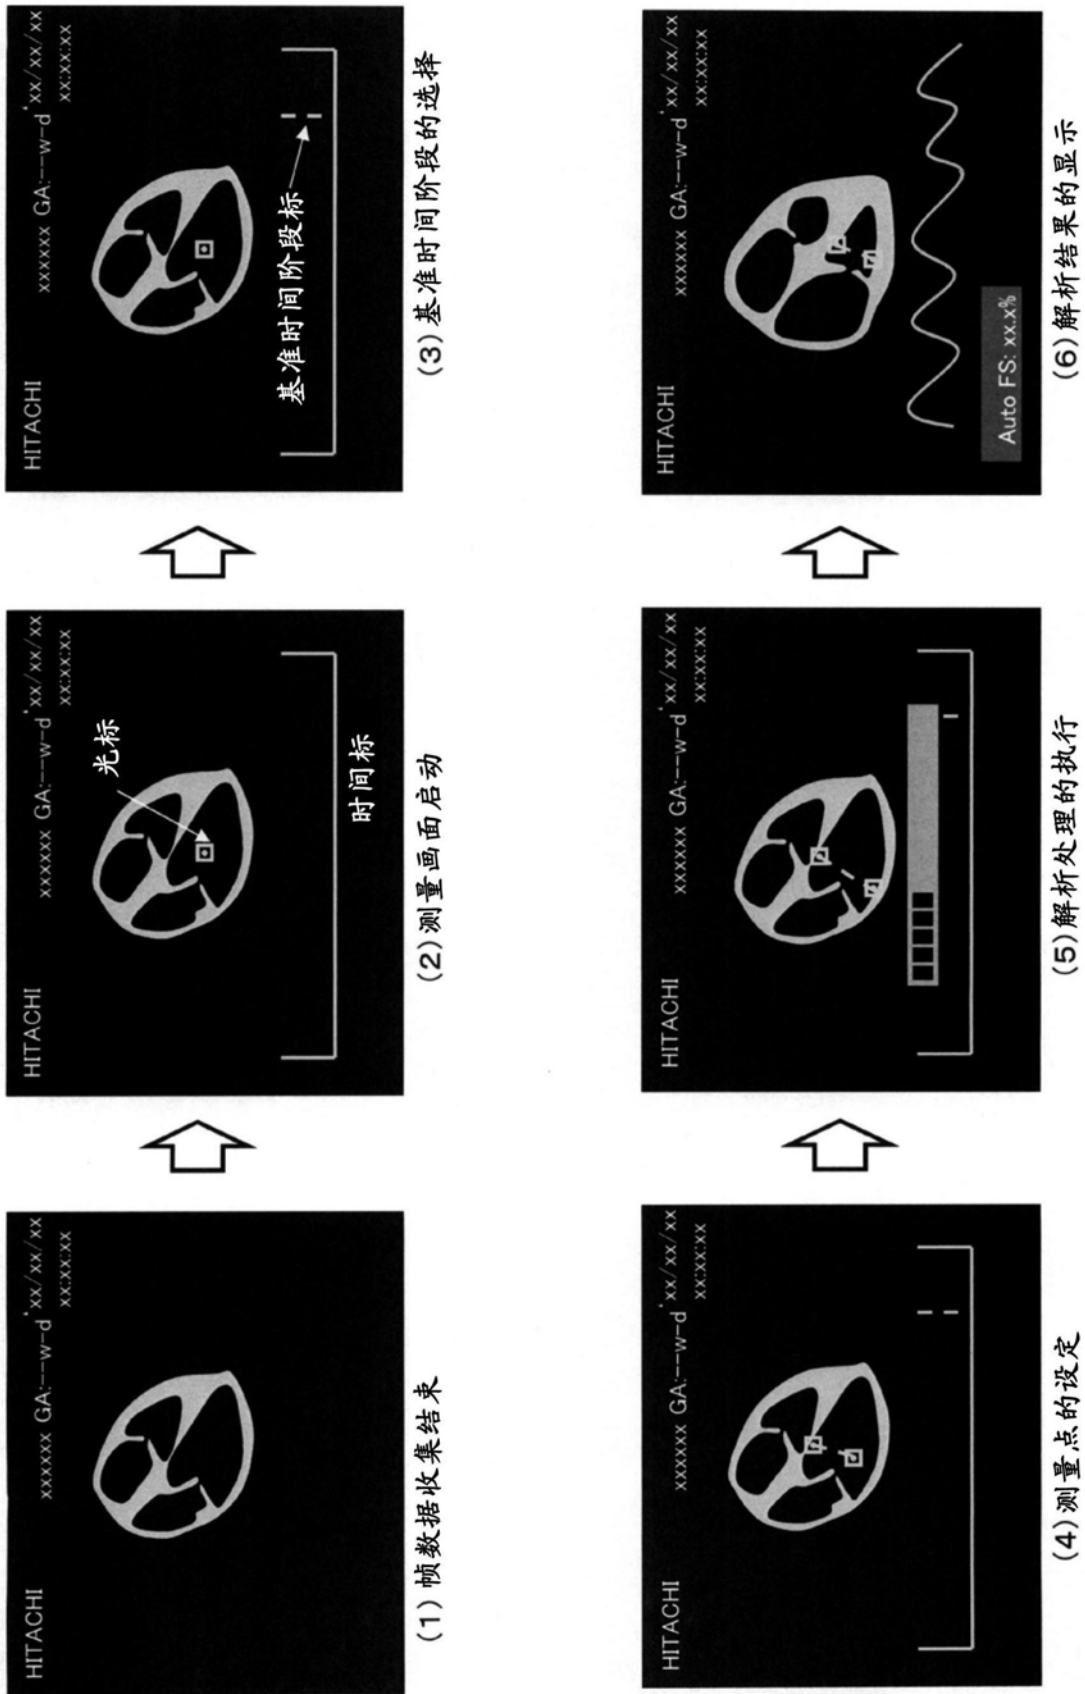 HITACHI
xxxxxx GA:--w-d 'xx/xx/xx
xx:xx:xx
(1)帧数据收集结束
HITACHI
xxxxxx GA:--w-d 'xx/xx/xx
xx:xx:xx
光标
时间标
(2)测量画面启动
HITACHI
xxxxxx GA:--w-d 'xx/xx/xx
xx:xx:xx
基准时间阶段标
(3)基准时间阶段的选择
HITACHI
xxxxxx GA:--w-d 'xx/xx/xx
xx:xx:xx
(4)测量点的设定
HITACHI
xxxxxx GA:--w-d 'xx/xx/xx
xx:xx:xx
(5)解析处理的执行
HITACHI
xxxxxx GA:--w-d 'xx/xx/xx
xx:xx:xx
Auto FS: xx.x%
(6)解析结果的显示